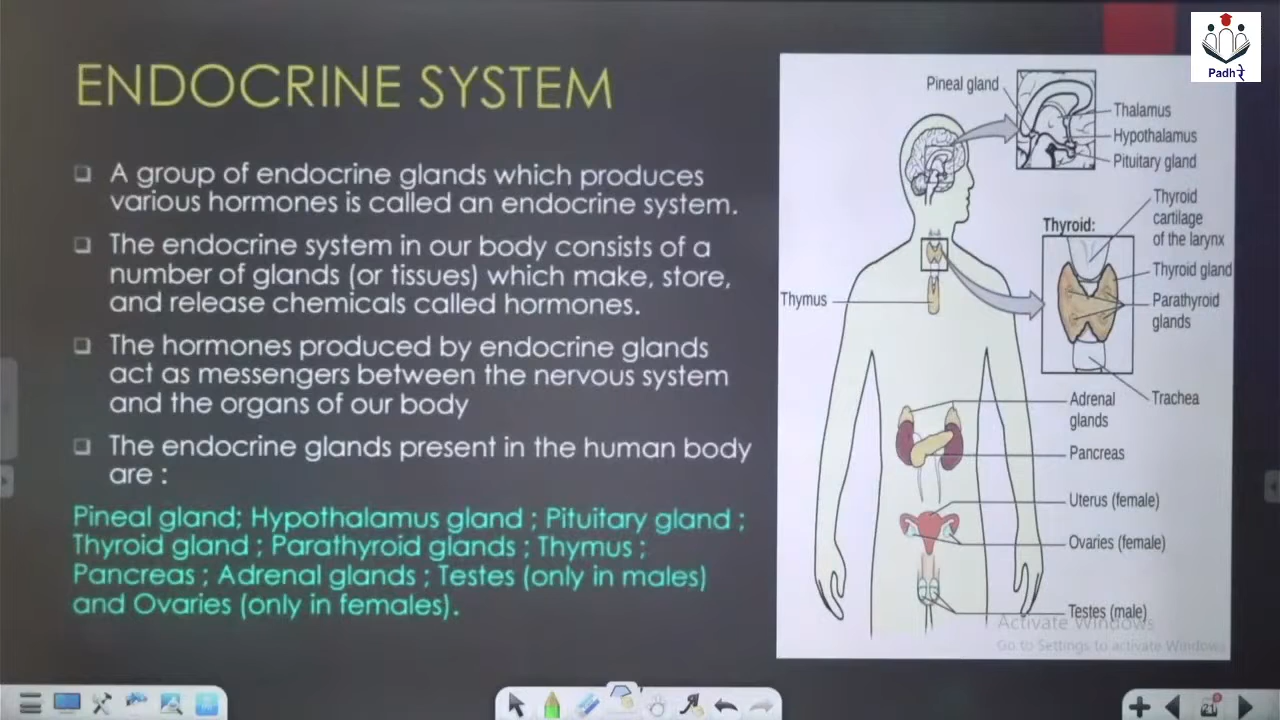 Padhरे
ENDOCRINE SYSTEM
A group of endocrine glands which produces
various hormones is called an endocrine system.
The endocrine system in our body consists of a
number of glands (or tissues) which make, store,
and release chemicals called hormones.
The hormones produced by endocrine glands
act as messengers between the nervous system
and the organs of our body
The endocrine glands present in the human body
are :
Pineal gland; Hypothalamus gland ; Pituitary gland ;
Thyroid gland ; Parathyroid glands ; Thymus ;
Pancreas ; Adrenal glands ; Testes (only in males)
and Ovaries (only in females).
Pineal gland
Thalamus
Hypothalamus
Pituitary gland
Thyroid
cartilage
of the larynx
Thyroid:
Thyroid gland
Parathyroid
glands
Thymus
Trachea
Adrenal
glands
Pancreas
Uterus (female)
Ovaries (female)
Testes (male)
Activate Windows
Go to Settings to activate Windows
21